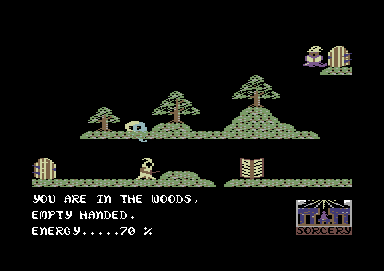 YOU ARE IN THE WOODS,
EMPTY HANDED.
ENERGY.....70 %
SORCERY